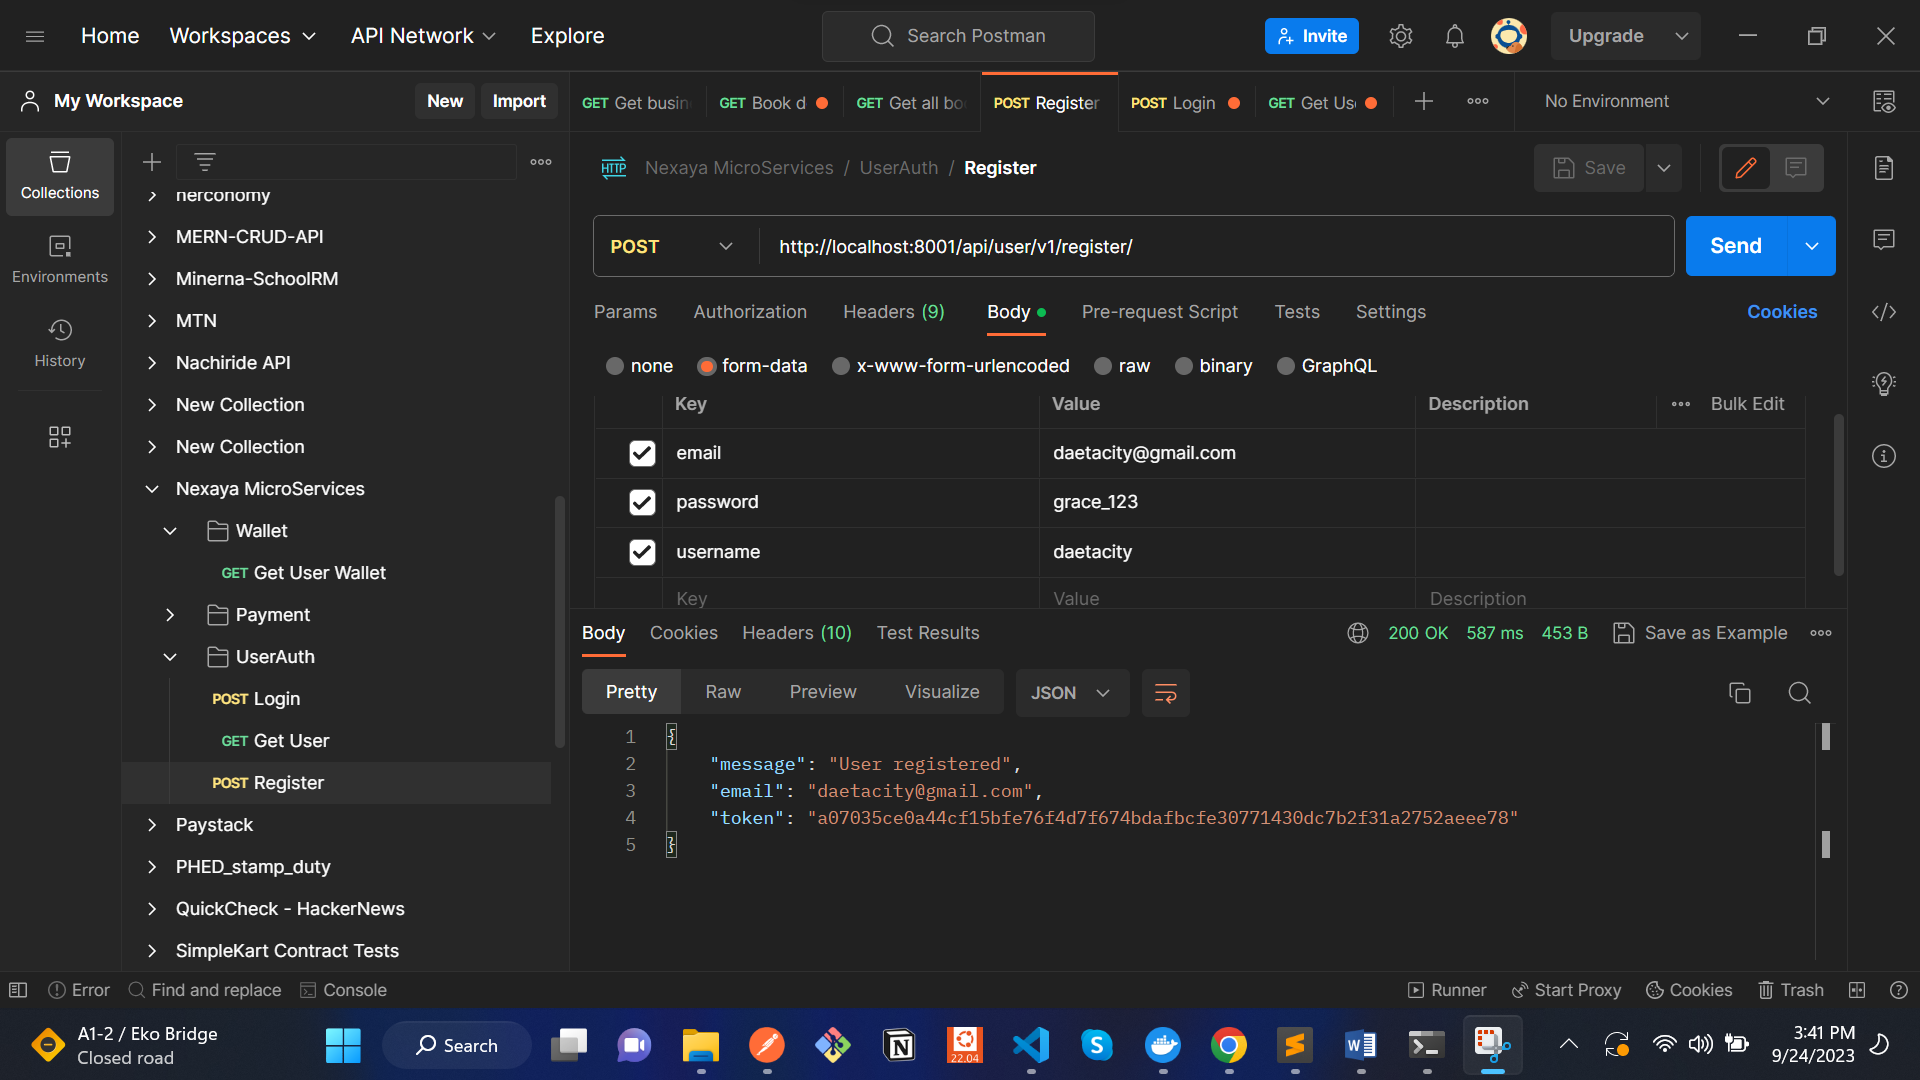 Home Workspaces API Network Explore Search Postman Invite Upgrade
My Workspace New Import
GET Get busin GET Book d GET Get all bo POST Register POST Login GET Get Us No Environment
HTTP Nexaya MicroServices / UserAuth / Register Save
Collections
Environments
History
nerconomy
MERN-CRUD-API
Minerna-SchoolRM
MTN
Nachiride API
New Collection
New Collection
Nexaya MicroServices
Wallet
GET Get User Wallet
Payment
UserAuth
POST Login
GET Get User
POST Register
Paystack
PHED_stamp_duty
QuickCheck - HackerNews
SimpleKart Contract Tests
POST http://localhost:8001/api/user/v1/register/ Send
Params Authorization Headers (9) Body Pre-request Script Tests Settings Cookies
none form-data x-www-form-urlencoded raw binary GraphQL
Key Value Description Bulk Edit
email daetacity@gmail.com
password grace_123
username daetacity
Key Value Description
Body Cookies Headers (10) Test Results 200 OK 587 ms 453 B Save as Example
Pretty Raw Preview Visualize JSON
1 {
2 "message": "User registered",
3 "email": "daetacity@gmail.com",
4 "token": "a07035ce0a44cf15bfe76f4d7f674bdafbcfe30771430dc7b2f31a2752aeee78"
5 }
Error Find and replace Console Runner Start Proxy Cookies Trash
A1-2 / Eko Bridge
Closed road
Search
22.04
3:41 PM
9/24/2023